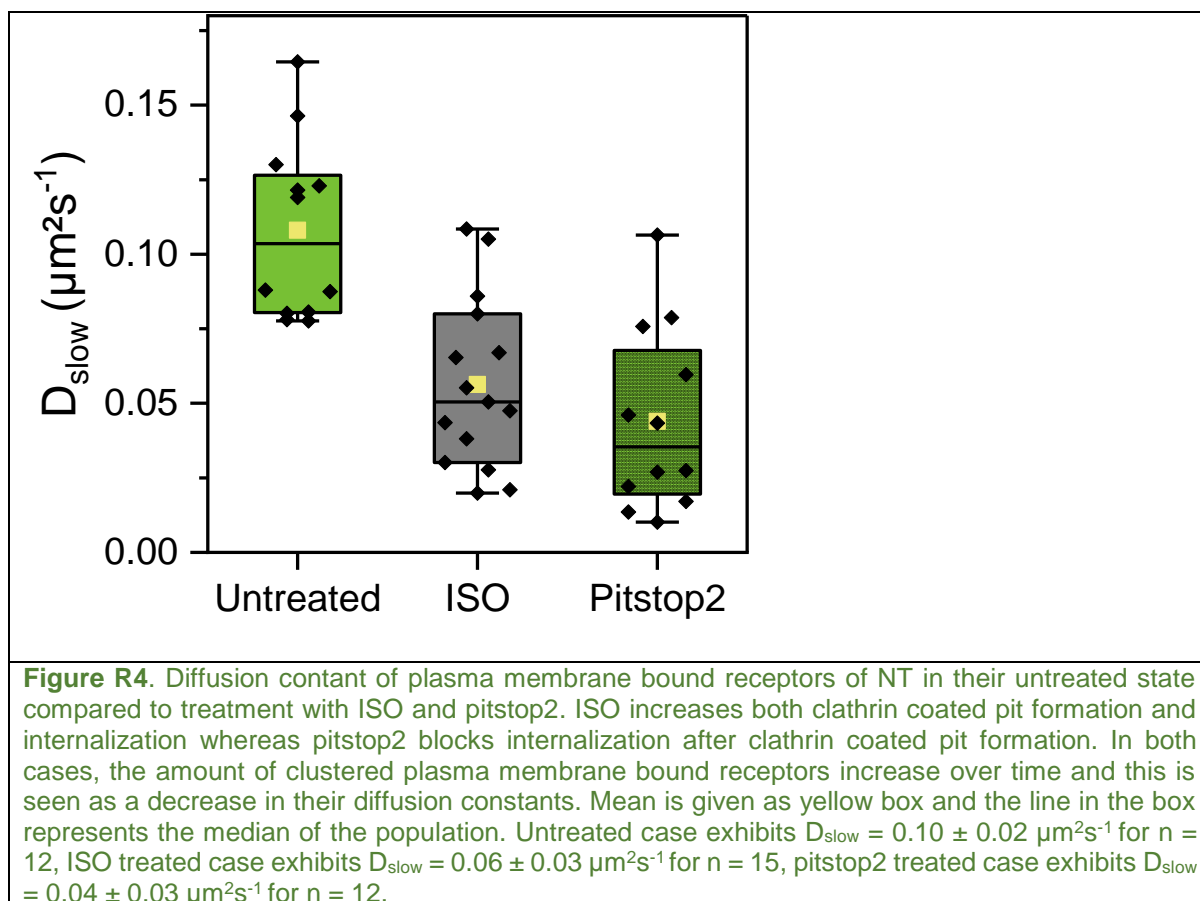 0.15
0.10
0.05
0.00
D_slow (µm²s⁻¹)
Untreated ISO Pitstop2
Figure R4. Diffusion contant of plasma membrane bound receptors of NT in their untreated state
compared to treatment with ISO and pitstop2. ISO increases both clathrin coated pit formation and
internalization whereas pitstop2 blocks internalization after clathrin coated pit formation. In both
cases, the amount of clustered plasma membrane bound receptors increase over time and this is
seen as a decrease in their diffusion constants. Mean is given as yellow box and the line in the box
represents the median of the population. Untreated case exhibits D_slow = 0.10 ± 0.02 µm²s⁻¹ for n =
12, ISO treated case exhibits D_slow = 0.06 ± 0.03 µm²s⁻¹ for n = 15, pitstop2 treated case exhibits D_slow
= 0.04 ± 0.03 µm²s⁻¹ for n = 12.